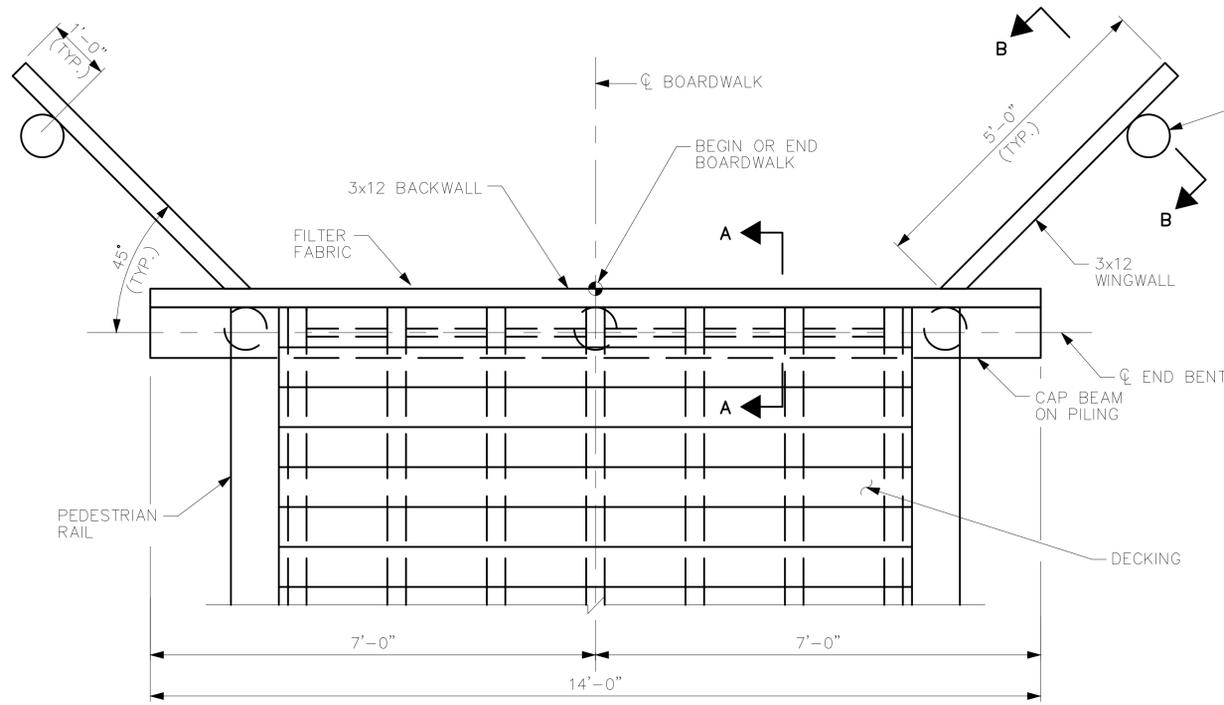 1'-0"
(TYP.)
B
℄ BOARDWALK
5'-0"
(TYP.)
BEGIN OR END
BOARDWALK
3x12 BACKWALL
B
A
FILTER
FABRIC
45°
(TYP.)
3x12
WINGWALL
℄ END BENT
CAP BEAM
ON PILING
A
PEDESTRIAN
RAIL
DECKING
7'-0"
7'-0"
14'-0"